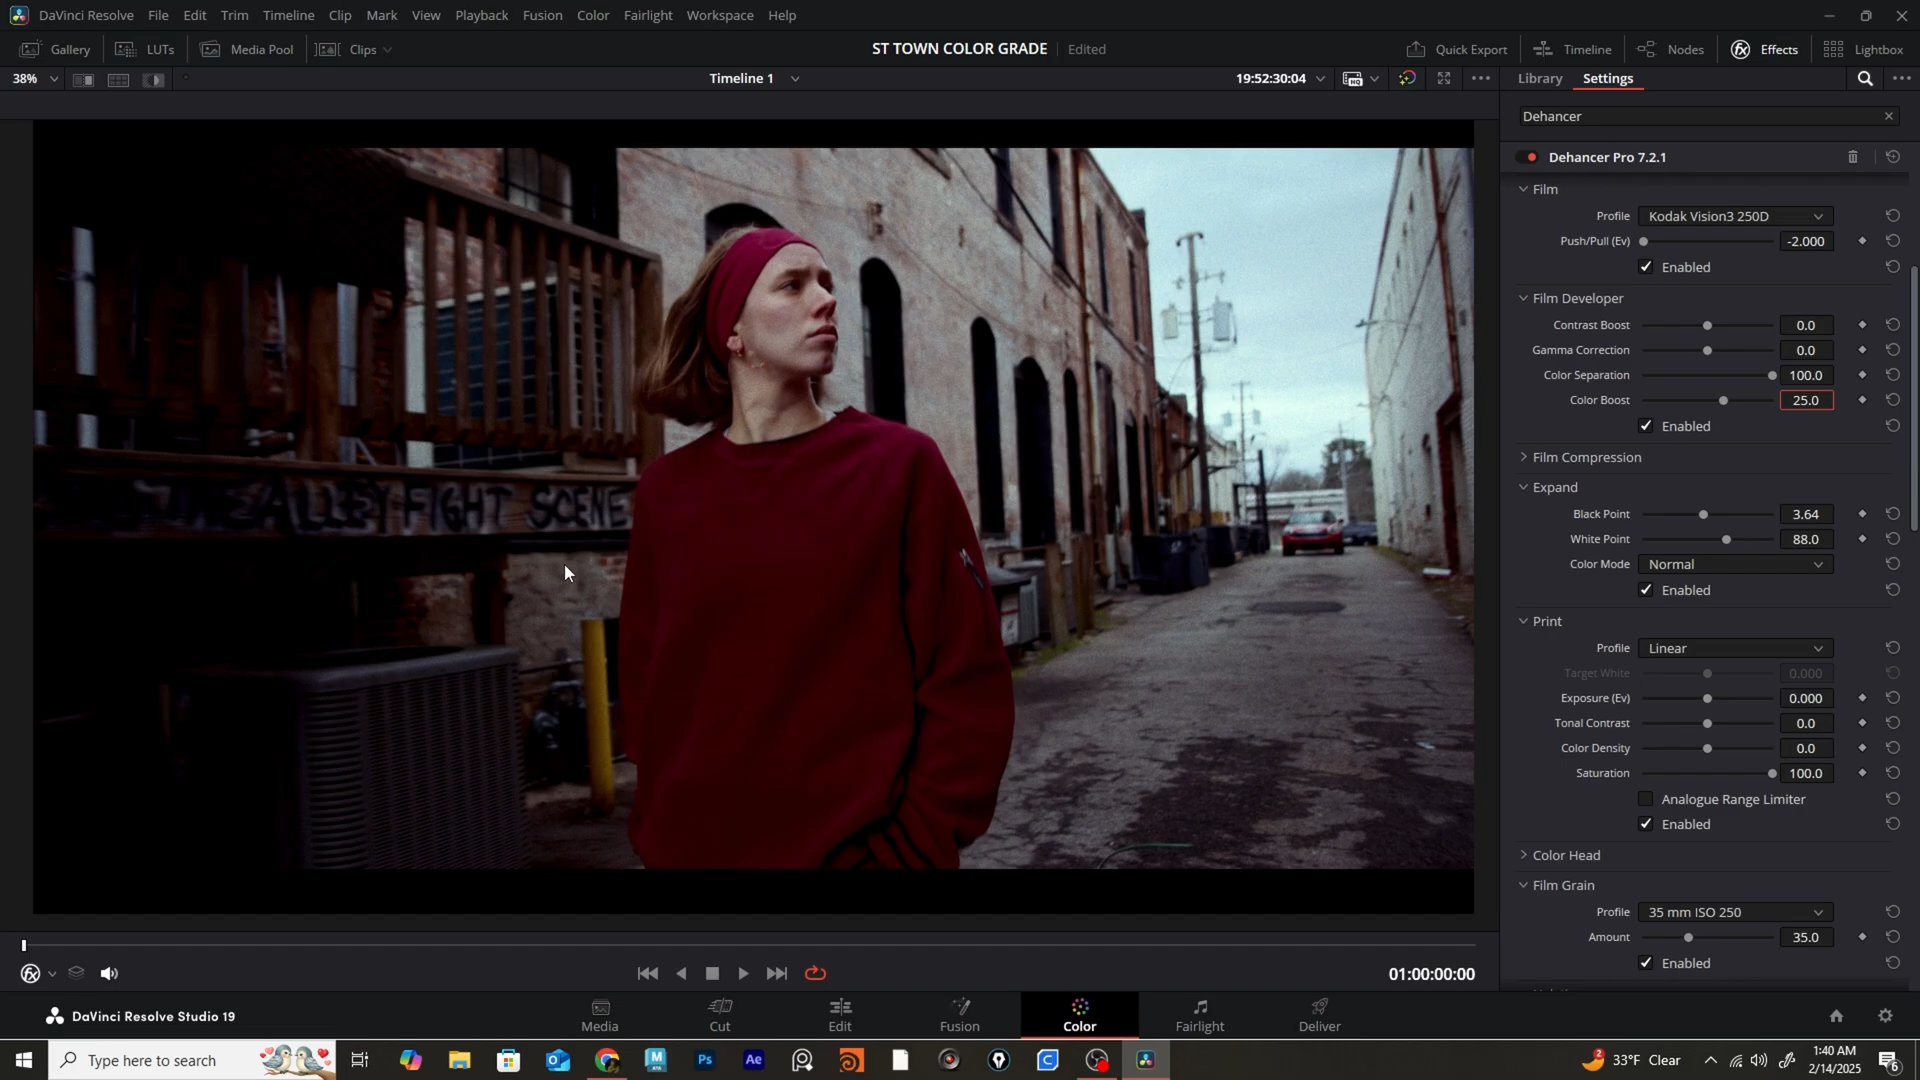 DaVinci Resolve File Edit Trim Timeline Clip Mark View Playback Fusion Color Fairlight Workspace Help
Gallery LUTs Media Pool Clips ST TOWN COLOR GRADE Edited Quick Export Timeline Nodes Effects Lightbox
38% Timeline 1 19:52:30:04 HQ Library Settings
Dehancer
Dehancer Pro 7.2.1
Film
Profile Kodak Vision3 250D
Push/Pull (Ev) -2.000
Enabled
Film Developer
Contrast Boost 0.0
Gamma Correction 0.0
Color Separation 100.0
Color Boost 25.0
Enabled
Film Compression
Expand
Black Point 3.64
White Point 88.0
Color Mode Normal
Enabled
Print
Profile Linear
Target White 0.000
Exposure (Ev) 0.000
Tonal Contrast 0.0
Color Density 0.0
Saturation 100.0
Analogue Range Limiter
Enabled
Color Head
Film Grain
Profile 35 mm ISO 250
Amount 35.0
Enabled
ALLEY FIGHT SCENE
01:00:00:00
DaVinci Resolve Studio 19
Media Cut Edit Fusion Color Fairlight Deliver
Type here to search
Ps Ae
2 33°F Clear
1:40 AM
2/14/2025
6